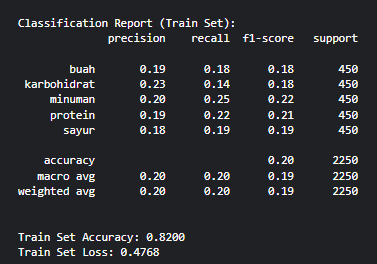 Classification Report (Train Set):
precision recall f1-score support
buah 0.19 0.18 0.18 450
karbohidrat 0.23 0.14 0.18 450
minuman 0.20 0.25 0.22 450
protein 0.19 0.22 0.21 450
sayur 0.18 0.19 0.19 450
accuracy 0.20 2250
macro avg 0.20 0.20 0.19 2250
weighted avg 0.20 0.20 0.19 2250
Train Set Accuracy: 0.8200
Train Set Loss: 0.4768